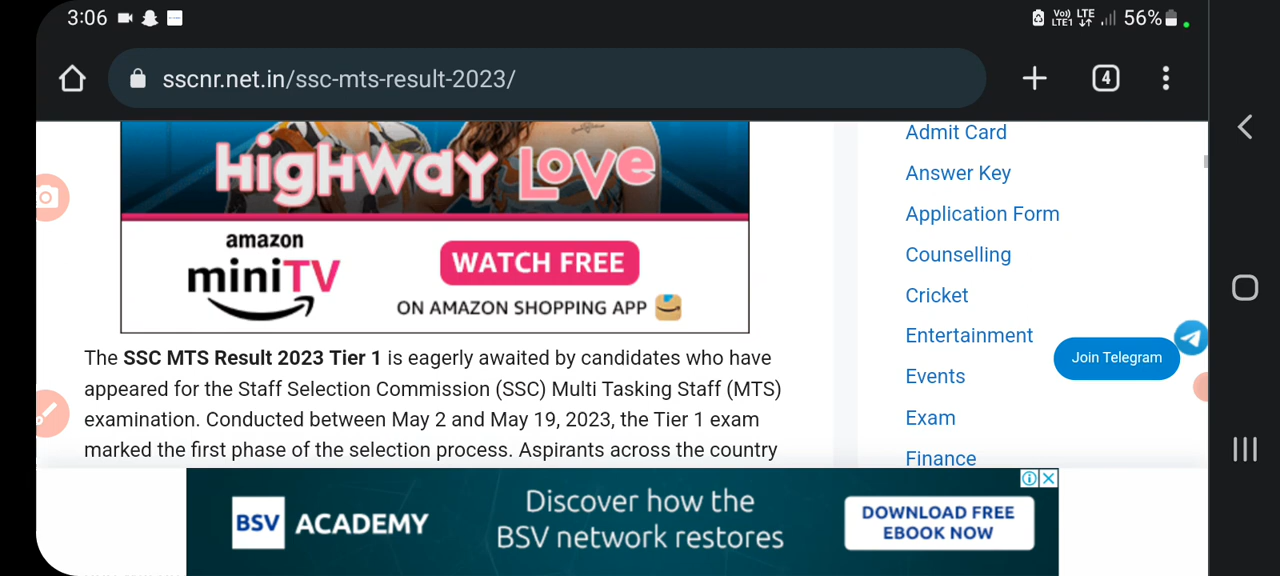 3:06
Vo)) LTE
LTE1
56%
sscnr.net.in/ssc-mts-result-2023/
4
HIGHWAY LOVE
amazon
miniTV
WATCH FREE
ON AMAZON SHOPPING APP
The SSC MTS Result 2023 Tier 1 is eagerly awaited by candidates who have
appeared for the Staff Selection Commission (SSC) Multi Tasking Staff (MTS)
examination. Conducted between May 2 and May 19, 2023, the Tier 1 exam
marked the first phase of the selection process. Aspirants across the country
Admit Card
Answer Key
Application Form
Counselling
Cricket
Entertainment
Events
Exam
Finance
Join Telegram
BSV ACADEMY
Discover how the
BSV network restores
DOWNLOAD FREE
EBOOK NOW